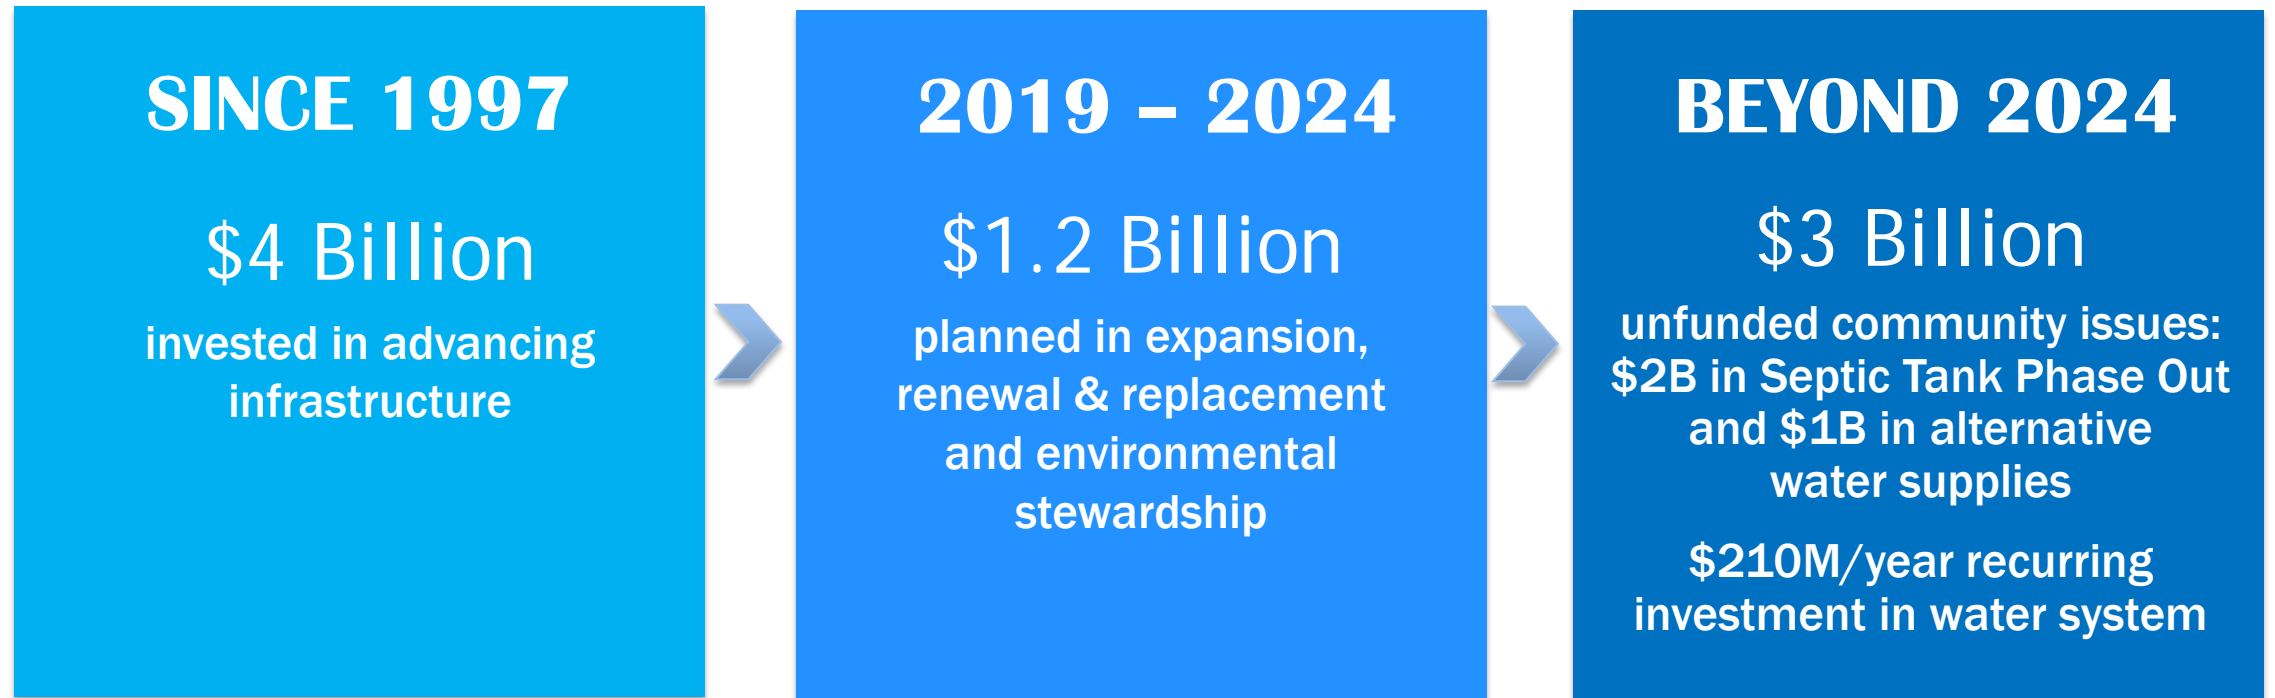 SINCE 1997
$4 Billion
invested in advancing
infrastructure
2019 – 2024
$1.2 Billion
planned in expansion,
renewal & replacement
and environmental
stewardship
BEYOND 2024
$3 Billion
unfunded community issues:
$2B in Septic Tank Phase Out
and $1B in alternative
water supplies
$210M/year recurring
investment in water system